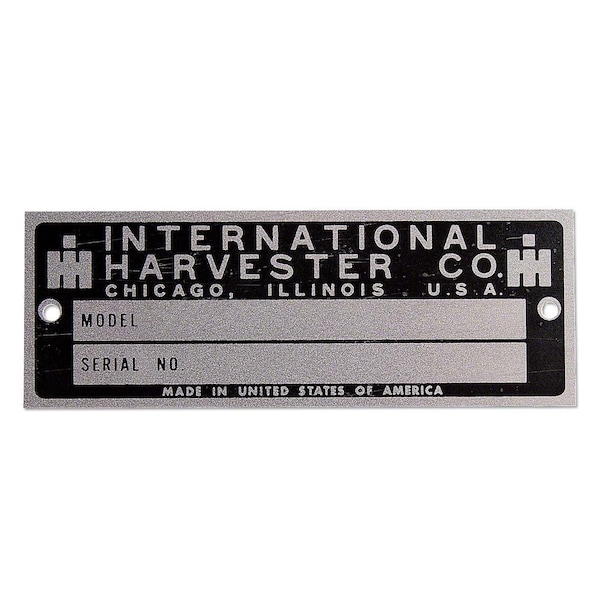 INTERNATIONAL
HARVESTER CO.
CHICAGO, ILLINOIS U.S.A.
MODEL
SERIAL NO.
MADE IN UNITED STATES OF AMERICA